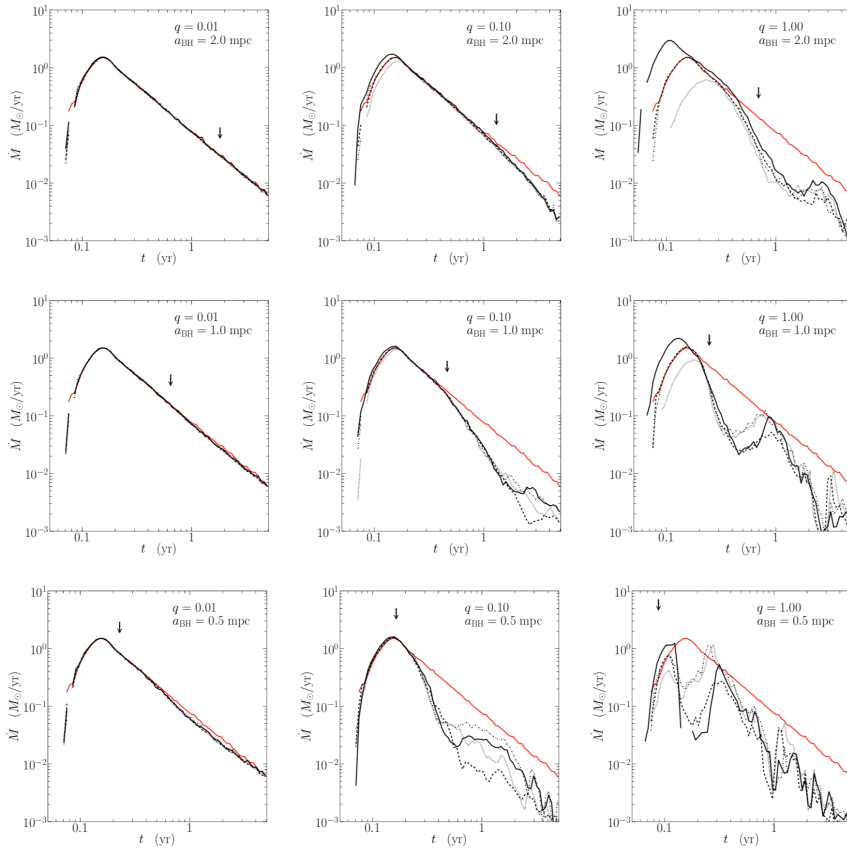 q = 0.01
a_BH = 2.0 mpc
10^1
10^0
10^-1
10^-2
10^-3
Ṁ (M_⊙/yr)
0.1 1
t (yr)
q = 0.10
a_BH = 2.0 mpc
10^1
10^0
10^-1
10^-2
10^-3
Ṁ (M_⊙/yr)
0.1 1
t (yr)
q = 1.00
a_BH = 2.0 mpc
10^1
10^0
10^-1
10^-2
10^-3
Ṁ (M_⊙/yr)
0.1 1
t (yr)
q = 0.01
a_BH = 1.0 mpc
10^1
10^0
10^-1
10^-2
10^-3
Ṁ (M_⊙/yr)
0.1 1
t (yr)
q = 0.10
a_BH = 1.0 mpc
10^1
10^0
10^-1
10^-2
10^-3
Ṁ (M_⊙/yr)
0.1 1
t (yr)
q = 1.00
a_BH = 1.0 mpc
10^1
10^0
10^-1
10^-2
10^-3
Ṁ (M_⊙/yr)
0.1 1
t (yr)
q = 0.01
a_BH = 0.5 mpc
10^1
10^0
10^-1
10^-2
10^-3
Ṁ (M_⊙/yr)
0.1 1
t (yr)
q = 0.10
a_BH = 0.5 mpc
10^1
10^0
10^-1
10^-2
10^-3
Ṁ (M_⊙/yr)
0.1 1
t (yr)
q = 1.00
a_BH = 0.5 mpc
10^1
10^0
10^-1
10^-2
10^-3
Ṁ (M_⊙/yr)
0.1 1
t (yr)